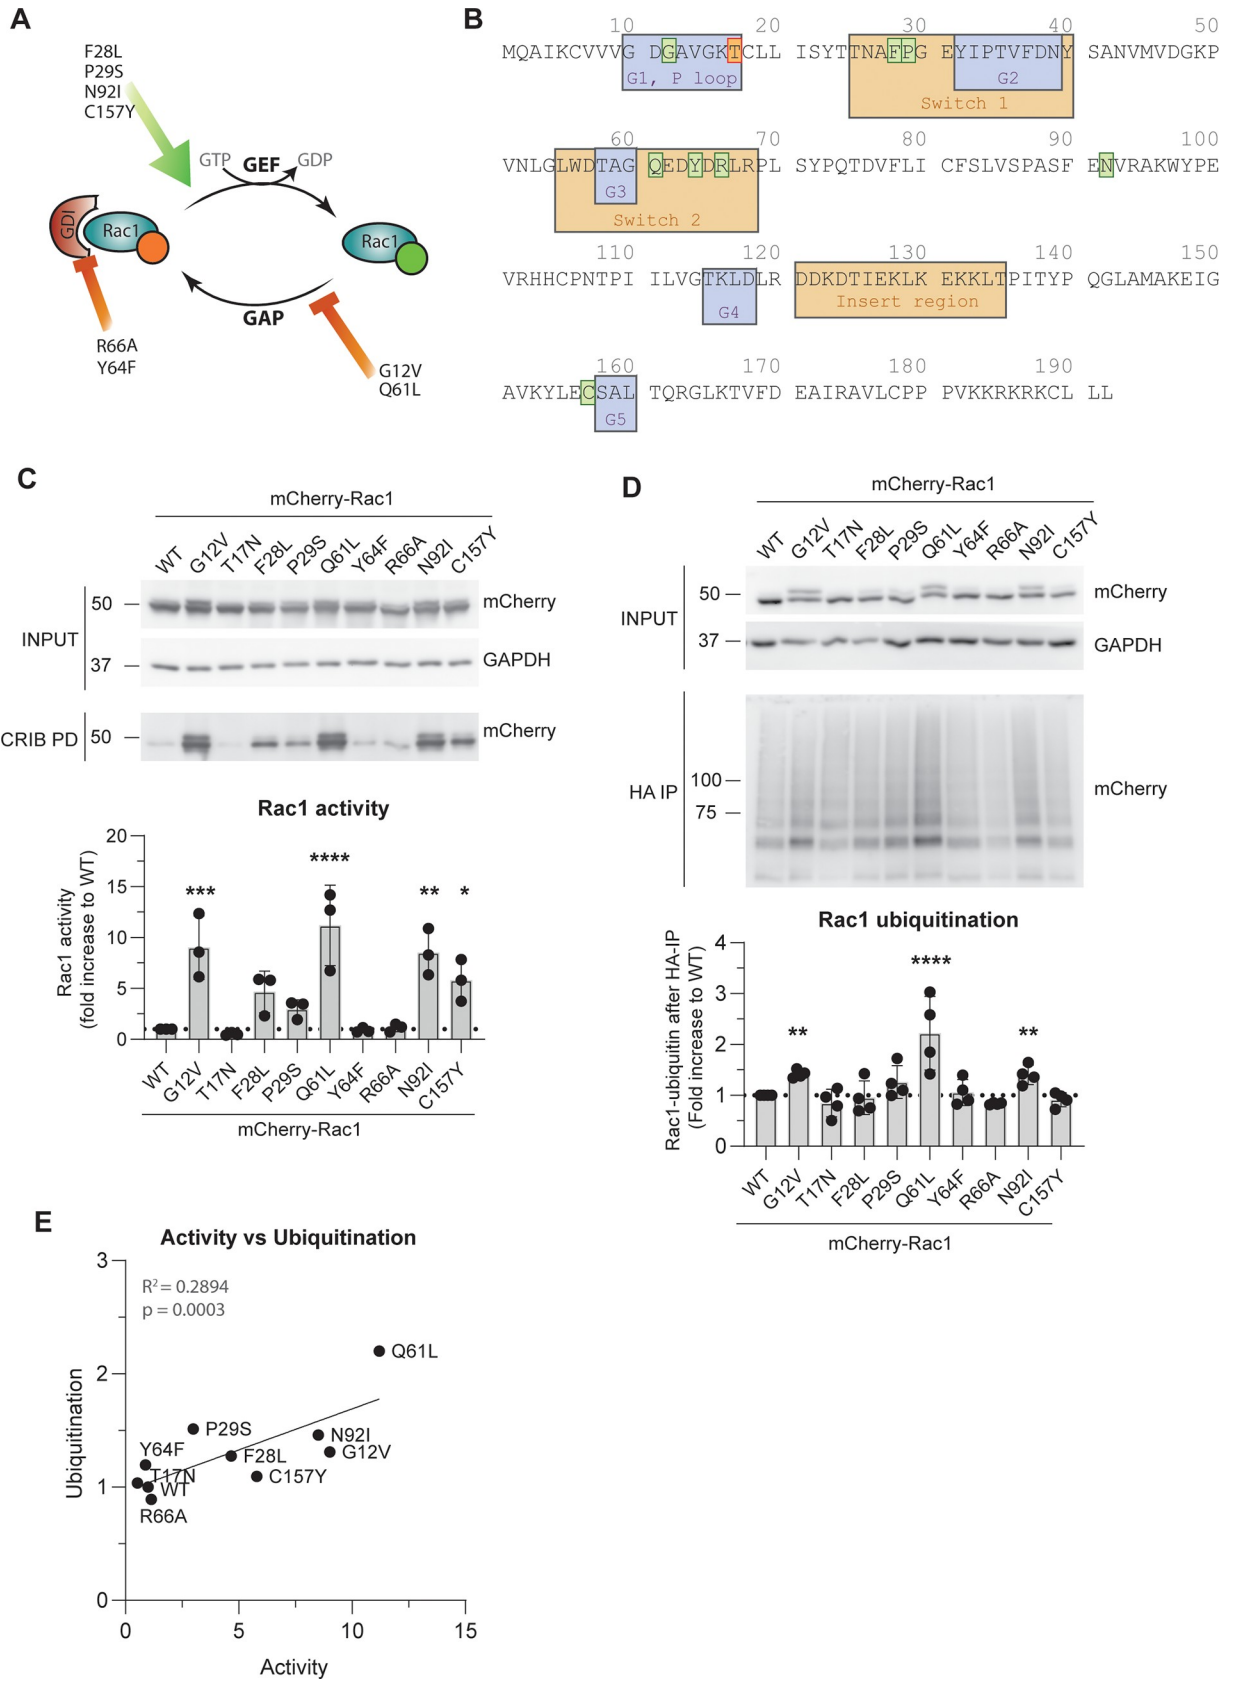 A
F28L
P29S
N92I
C157Y
GTP
GEF
GDP
GDI
Rac1
Rac1
GAP
R66A
Y64F
G12V
Q61L
B
10 20 30 40 50
MQAIKCVVVG DGAVGKTCLL ISYTTNAFPG EYIPTVFDNY SANVMVDGKP
G1, P loop
G2
Switch 1
60 70 80 90 100
VNLGLWDTAG QEDYDRLRPL SYPQTDVFLI CFSLVSPASF ENVRAKWYPE
G3
Switch 2
110 120 130 140 150
VRHHCPNTPI ILVGTKLDLR DDKDTIEKLK EKKLTPITYP QGLAMAKEIG
G4
Insert region
160 170 180 190
AVKYLECSAL TQRGLKTVFD EAIRAVLCPP PVKKRKRKCL LL
G5
C
mCherry-Rac1
WT G12V T17N F28L P29S Q61L Y64F R66A N92I C157Y
INPUT
50
mCherry
37
GAPDH
CRIB PD
50
mCherry
Rac1 activity
Rac1 activity
(fold increase to WT)
20
15
10
5
0
*** **** ** *
WT G12V T17N F28L P29S Q61L Y64F R66A N92I C157Y
mCherry-Rac1
D
mCherry-Rac1
WT G12V T17N F28L P29S Q61L Y64F R66A N92I C157Y
INPUT
50
mCherry
37
GAPDH
HA IP
100
75
mCherry
Rac1 ubiquitination
Rac1-ubiquitin after HA-IP
(Fold increase to WT)
4
3
2
1
0
** **** **
WT G12V T17N F28L P29S Q61L Y64F R66A N92I C157Y
mCherry-Rac1
E
Activity vs Ubiquitination
R² = 0.2894
p = 0.0003
Ubiquitination
3
2
1
0
Q61L
P29S
N92I
G12V
Y64F
F28L
T17N
C157Y
WT
R66A
0 5 10 15
Activity